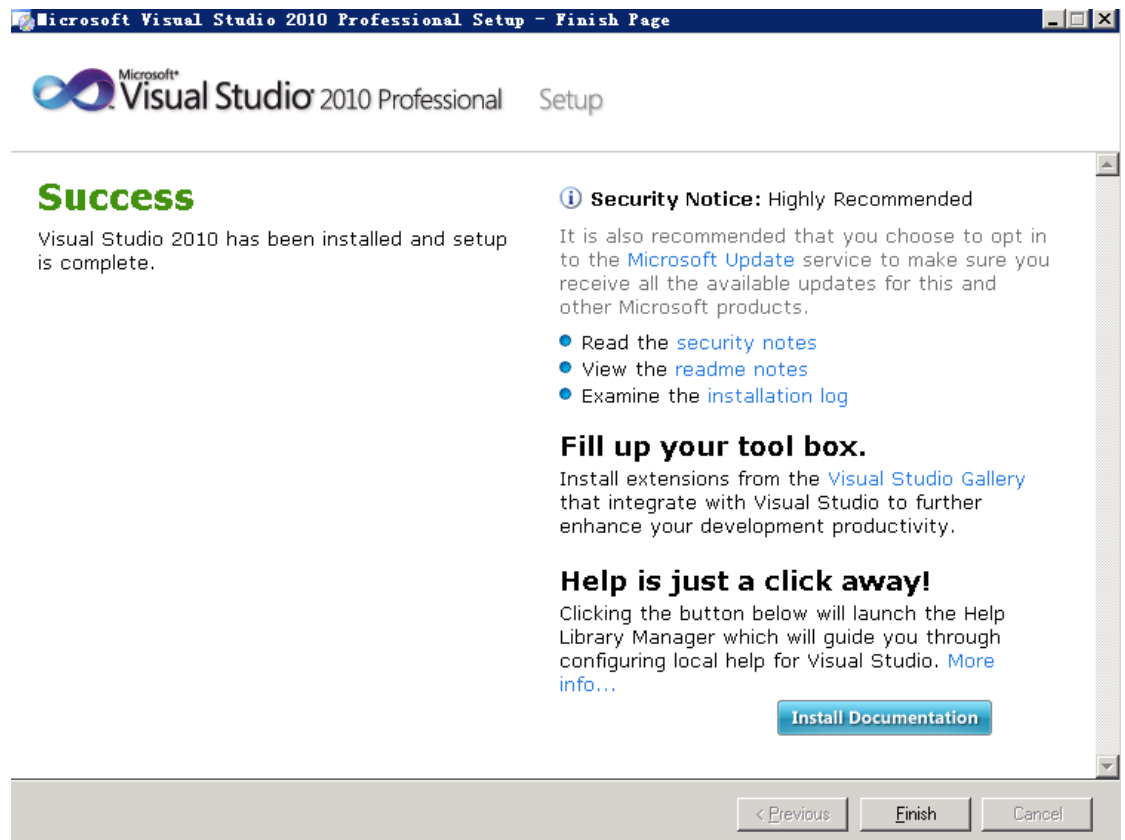 Microsoft Visual Studio 2010 Professional Setup - Finish Page
Microsoft
Visual Studio 2010 Professional Setup
Success
Visual Studio 2010 has been installed and setup
is complete.
Security Notice: Highly Recommended
It is also recommended that you choose to opt in
to the Microsoft Update service to make sure you
receive all the available updates for this and
other Microsoft products.
Read the security notes
View the readme notes
Examine the installation log
Fill up your tool box.
Install extensions from the Visual Studio Gallery
that integrate with Visual Studio to further
enhance your development productivity.
Help is just a click away!
Clicking the button below will launch the Help
Library Manager which will guide you through
configuring local help for Visual Studio. More
info...
Install Documentation
< Previous
Finish
Cancel